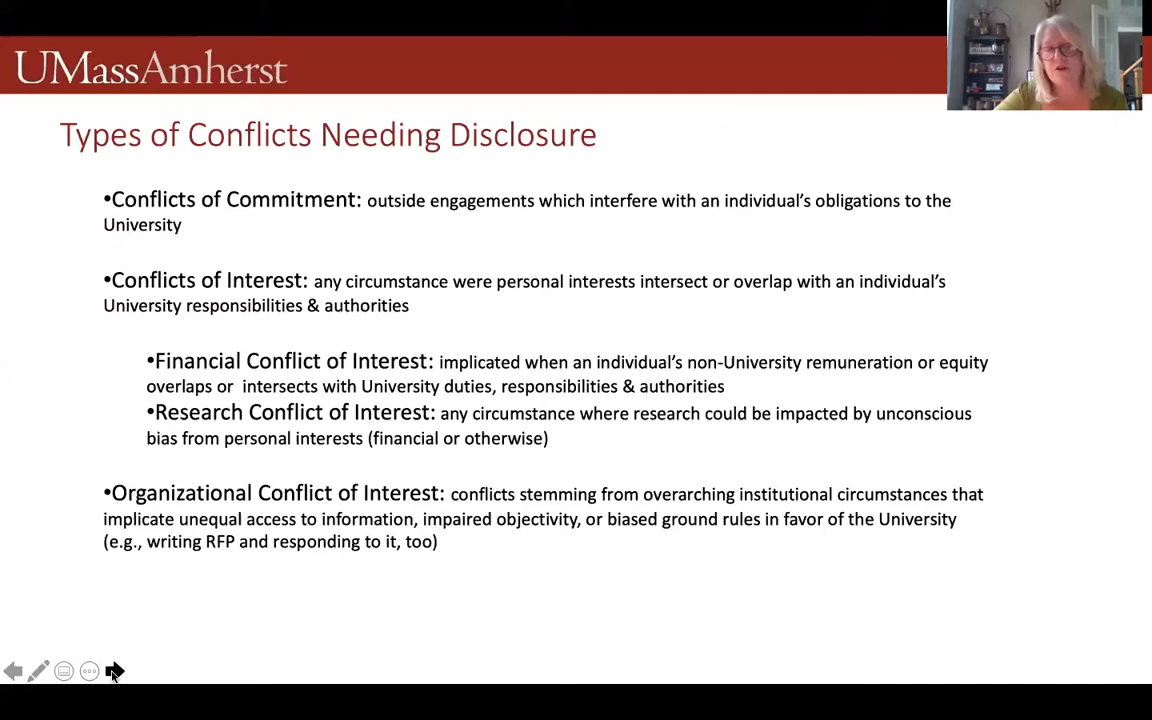 UMassAmherst
Types of Conflicts Needing Disclosure
•Conflicts of Commitment: outside engagements which interfere with an individual's obligations to the
University
•Conflicts of Interest: any circumstance were personal interests intersect or overlap with an individual's
University responsibilities & authorities
•Financial Conflict of Interest: implicated when an individual's non-University remuneration or equity
overlaps or intersects with University duties, responsibilities & authorities
•Research Conflict of Interest: any circumstance where research could be impacted by unconscious
bias from personal interests (financial or otherwise)
•Organizational Conflict of Interest: conflicts stemming from overarching institutional circumstances that
implicate unequal access to information, impaired objectivity, or biased ground rules in favor of the University
(e.g., writing RFP and responding to it, too)